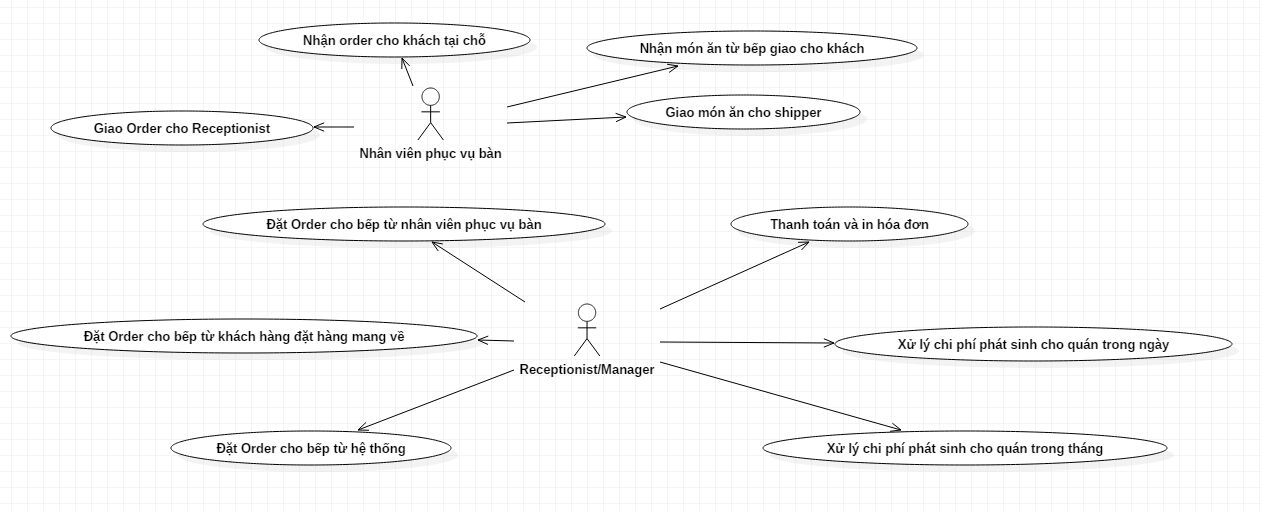 Nhận order cho khách tại chỗ
Nhận món ăn từ bếp giao cho khách
Giao món ăn cho shipper
Giao Order cho Receptionist
Nhân viên phục vụ bàn
Đặt Order cho bếp từ nhân viên phục vụ bàn
Thanh toán và in hóa đơn
Đặt Order cho bếp từ khách hàng đặt hàng mang về
Xử lý chi phí phát sinh cho quán trong ngày
Receptionist/Manager
Đặt Order cho bếp từ hệ thống
Xử lý chi phí phát sinh cho quán trong tháng